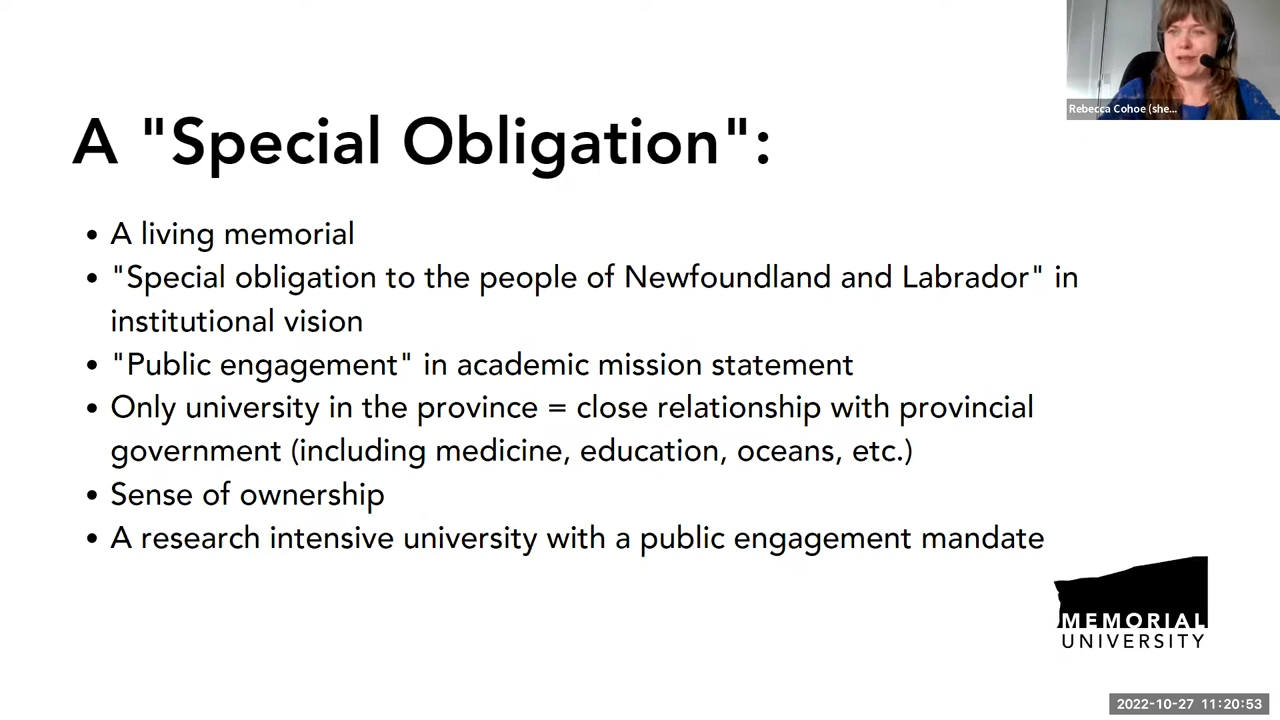 Rebecca Cohoe (she...
A "Special Obligation":
• A living memorial
• "Special obligation to the people of Newfoundland and Labrador" in
institutional vision
• "Public engagement" in academic mission statement
• Only university in the province = close relationship with provincial
government (including medicine, education, oceans, etc.)
• Sense of ownership
• A research intensive university with a public engagement mandate
MEMORIAL
UNIVERSITY
2022-10-27 11:20:53